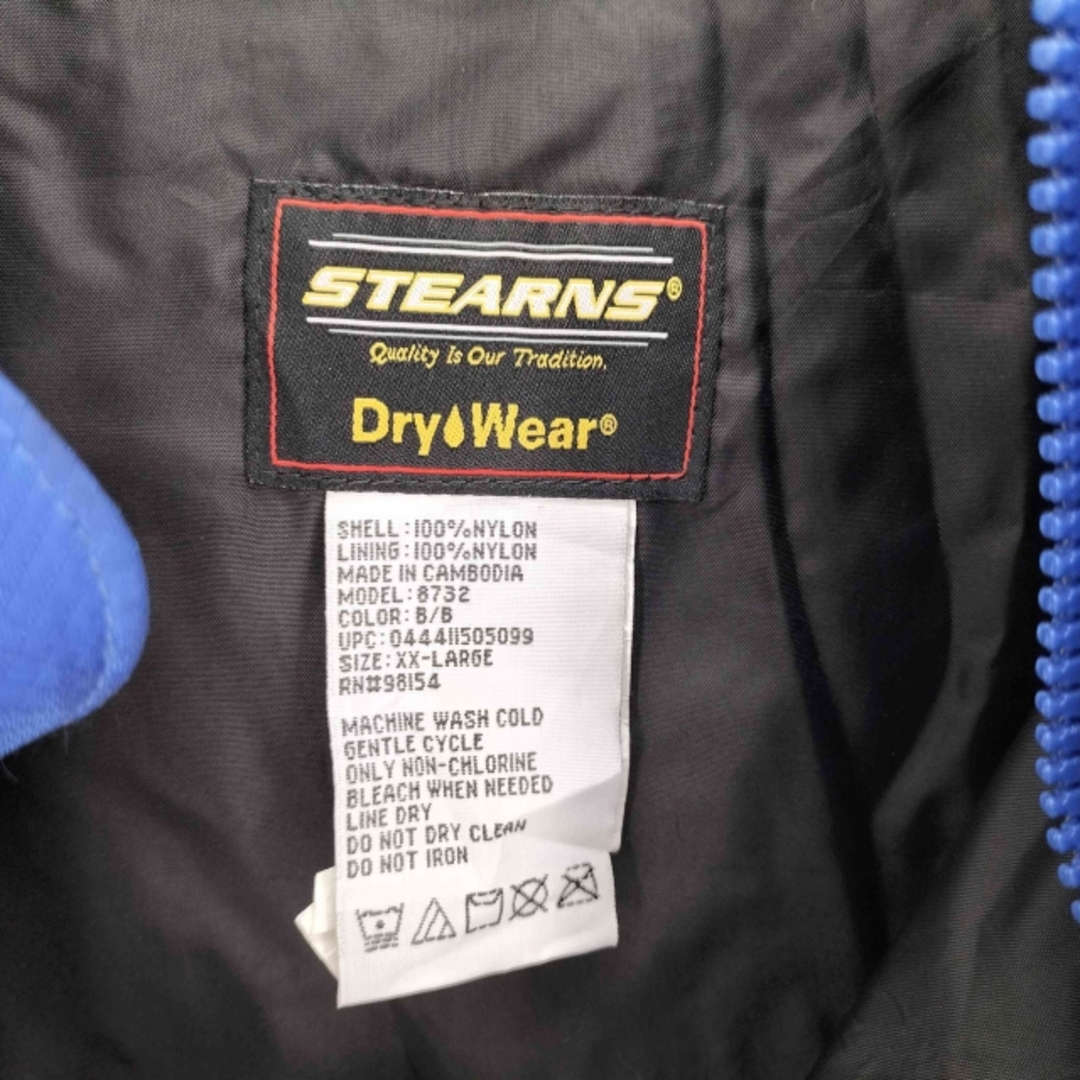 STEARNS®
Quality Is Our Tradition.
Dry Wear®
SHELL:100%NYLON
LINING:100%NYLON
MADE IN CAMBODIA
MODEL:8732
COLOR:B/B
UPC:044411505099
SIZE:XX-LARGE
RN#98154
MACHINE WASH COLD
GENTLE CYCLE
ONLY NON-CHLORINE
BLEACH WHEN NEEDED
LINE DRY
DO NOT DRY CLEAN
DO NOT IRON